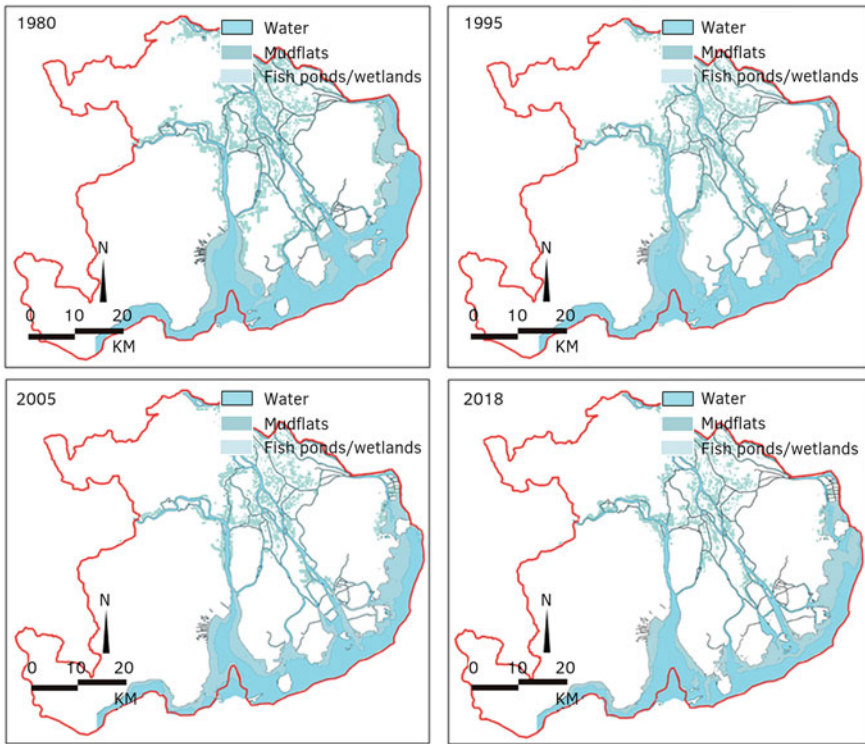 1980
Water
Mudflats
Fish ponds/wetlands
N
0 10 20
KM
1995
Water
Mudflats
Fish ponds/wetlands
N
0 10 20
KM
2005
Water
Mudflats
Fish ponds/wetlands
N
0 10 20
KM
2018
Water
Mudflats
Fish ponds/wetlands
N
0 10 20
KM